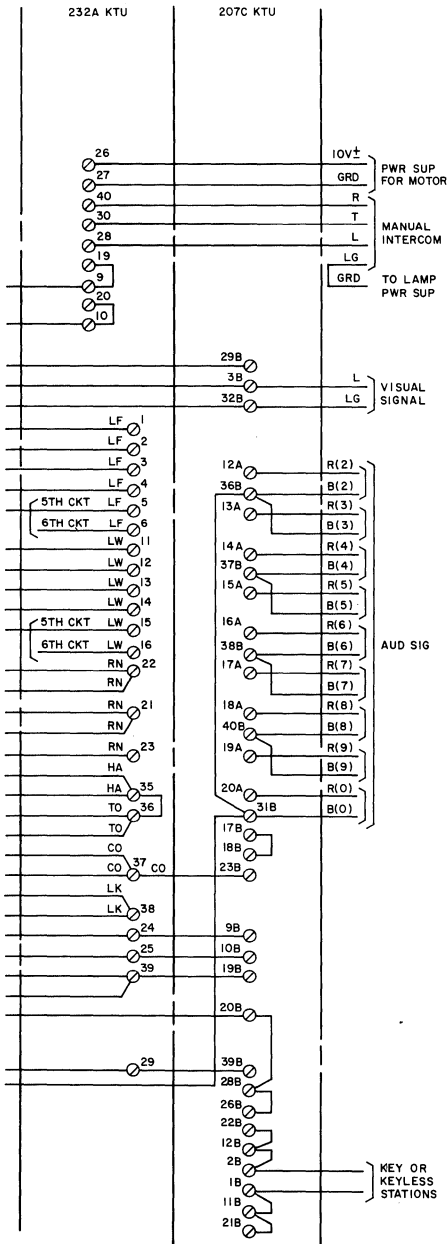 232A KTU 207C KTU
26 10V±
27 GRD
PWR SUP
FOR MOTOR
40 R
30 T
28 L
MANUAL
INTERCOM
19 LG
9 GRD
TO LAMP
PWR SUP
20
10
29B
3B L
32B LG
VISUAL
SIGNAL
LF 1
LF 2
LF 3
LF 4
5TH CKT LF 5
6TH CKT LF 6
LW 11
LW 12
LW 13
LW 14
5TH CKT LW 15
6TH CKT LW 16
RN 22
RN
RN 21
RN
RN 23
HA
HA 35
TO 36
TO
CO
CO 37 CO
LK
LK 38
24
25
39
29
12A R(2)
36B B(2)
13A R(3)
B(3)
14A R(4)
37B B(4)
15A R(5)
B(5)
16A R(6)
38B B(6)
17A R(7)
B(7)
18A R(8)
40B B(8)
19A R(9)
B(9)
20A R(0)
31B B(0)
AUD SIG
17B
18B
23B
9B
10B
19B
20B
39B
28B
26B
22B
12B
2B
1B
11B
21B
KEY OR
KEYLESS
STATIONS